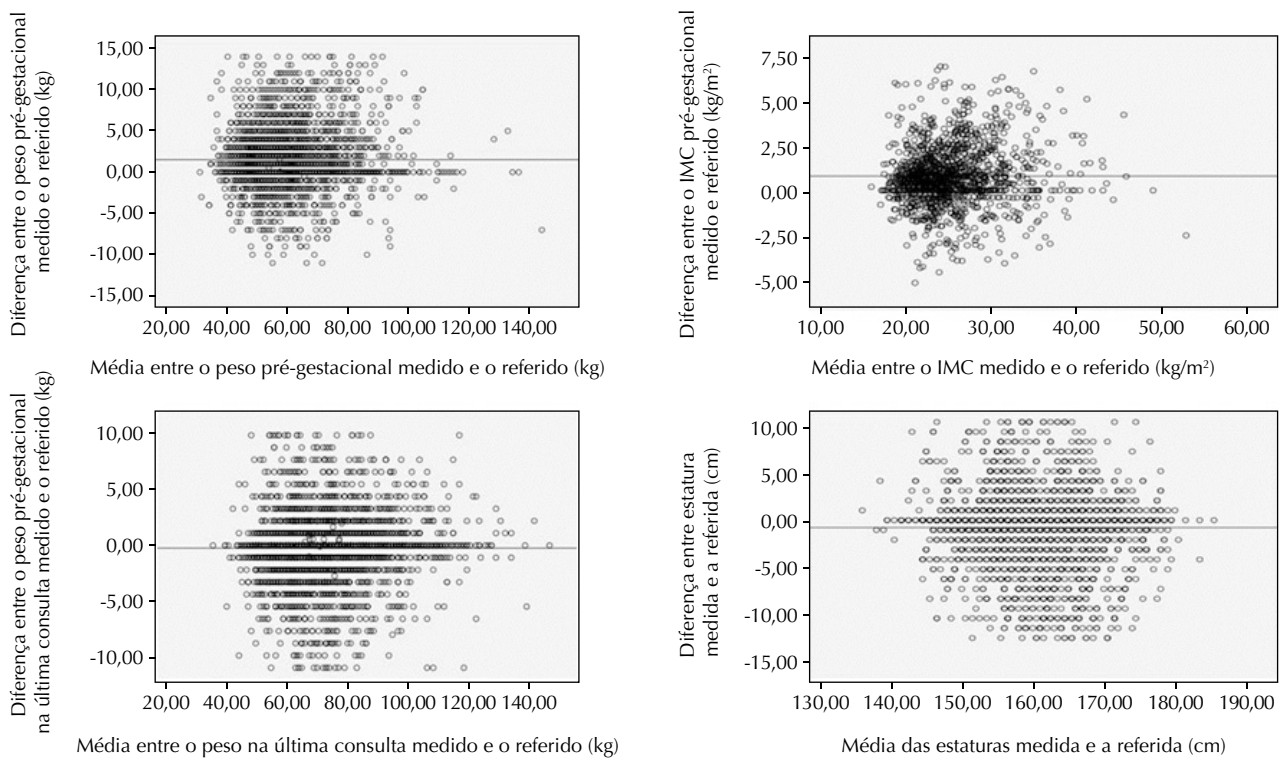 Diferença entre o peso pré-gestacional
medido e o referido (kg)
15,00
10,00
5,00
0,00
-5,00
-10,00
-15,00
20,00 40,00 60,00 80,00 100,00 120,00 140,00
Média entre o peso pré-gestacional medido e o referido (kg)
Diferença entre o IMC pré-gestacional
medido e referido (kg/m²)
7,50
5,00
2,50
0,00
-2,50
-5,00
10,00 20,00 30,00 40,00 50,00 60,00
Média entre o IMC medido e o referido (kg/m²)
Diferença entre o peso pré-gestacional
na última consulta medido e o referido (kg)
10,00
5,00
0,00
-5,00
-10,00
20,00 40,00 60,00 80,00 100,00 120,00 140,00
Média entre o peso na última consulta medido e o referido (kg)
Diferença entre estatura
medida e a referida (cm)
10,00
5,00
0,00
-5,00
-10,00
-15,00
130,00 140,00 150,00 160,00 170,00 180,00 190,00
Média das estaturas medida e a referida (cm)